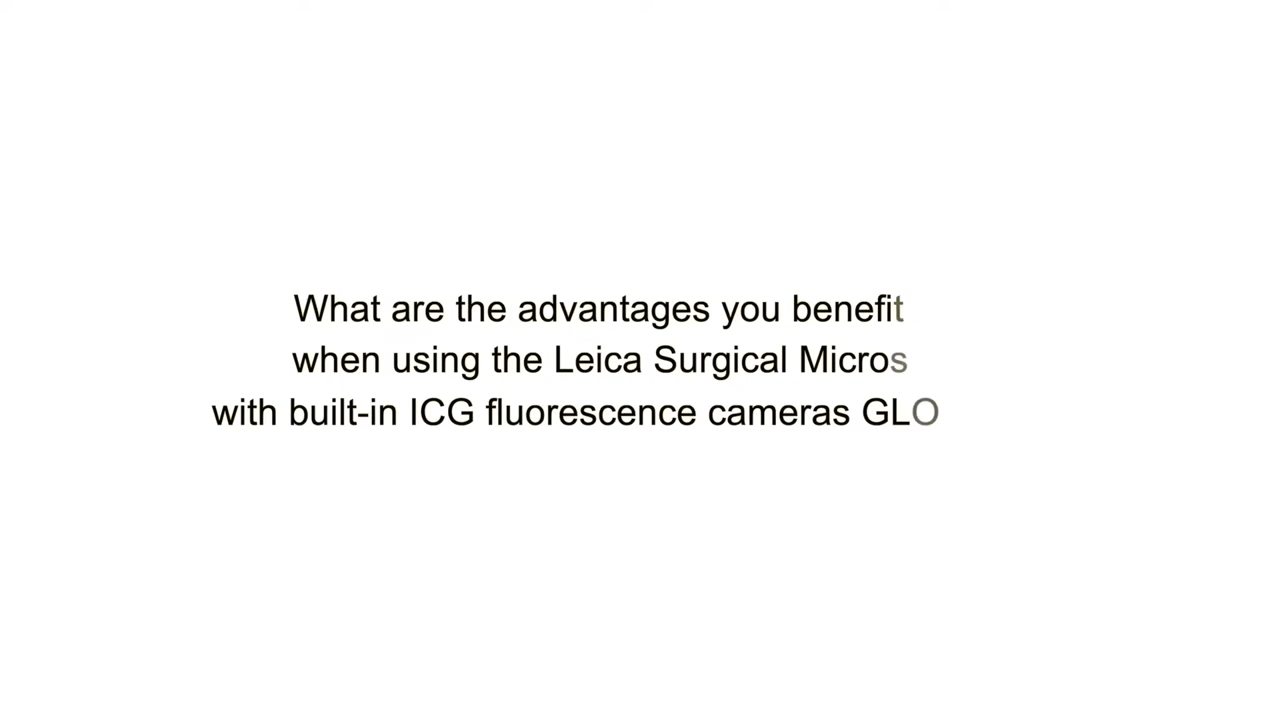 What are the advantages you benefit
when using the Leica Surgical Micros
with built-in ICG fluorescence cameras GLO